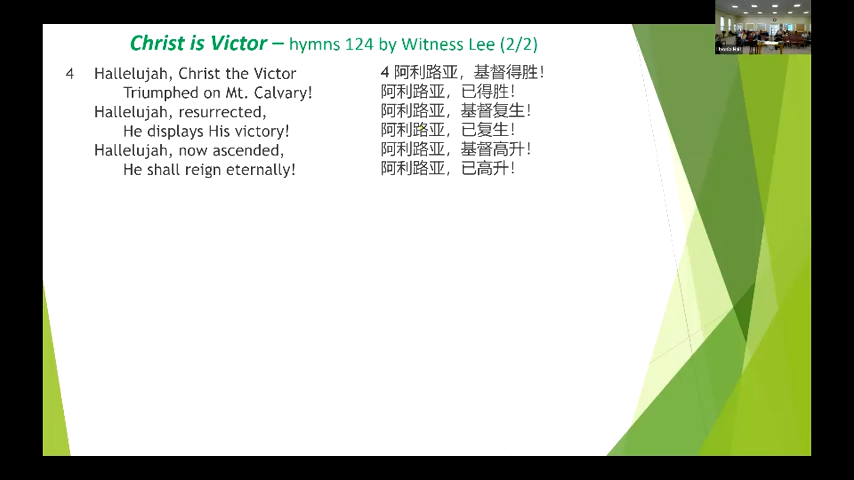 Christ is Victor – hymns 124 by Witness Lee (2/2)
4 Hallelujah, Christ the Victor
Triumphed on Mt. Calvary!
Hallelujah, resurrected,
He displays His victory!
Hallelujah, now ascended,
He shall reign eternally!
4 阿利路亚，基督得胜！
阿利路亚，已得胜！
阿利路亚，基督复生！
阿利路亚，已复生！
阿利路亚，基督高升！
阿利路亚，已高升！